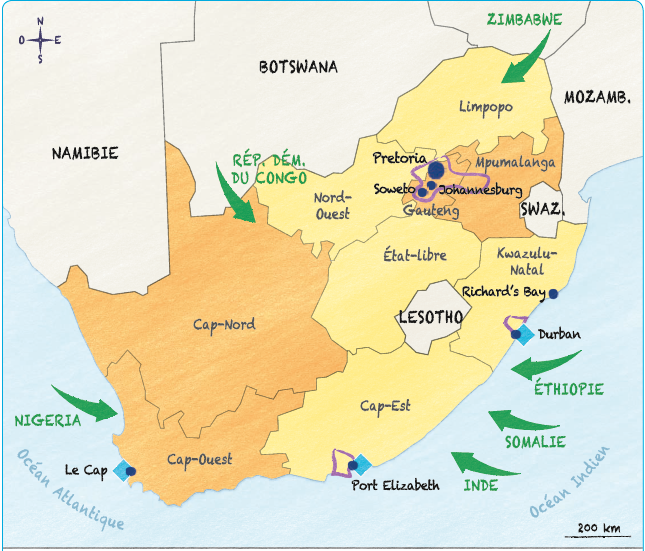 N
O E
S
ZIMBABWE
BOTSWANA
MOZAMB.
Limpopo
NAMIBIE
RÉP. DÉM.
DU CONGO
Pretoria
Mpumalanga
Soweto
Johannesburg
Nord-
Ouest
Gauteng
SWAZ.
État-libre
Kwazulu-
Natal
Richard's Bay
LESOTHO
Cap-Nord
Durban
ÉTHIOPIE
Cap-Est
NIGERIA
SOMALIE
Cap-Ouest
Le Cap
Port Elizabeth
INDE
Océan Atlantique
Océan Indien
200 km